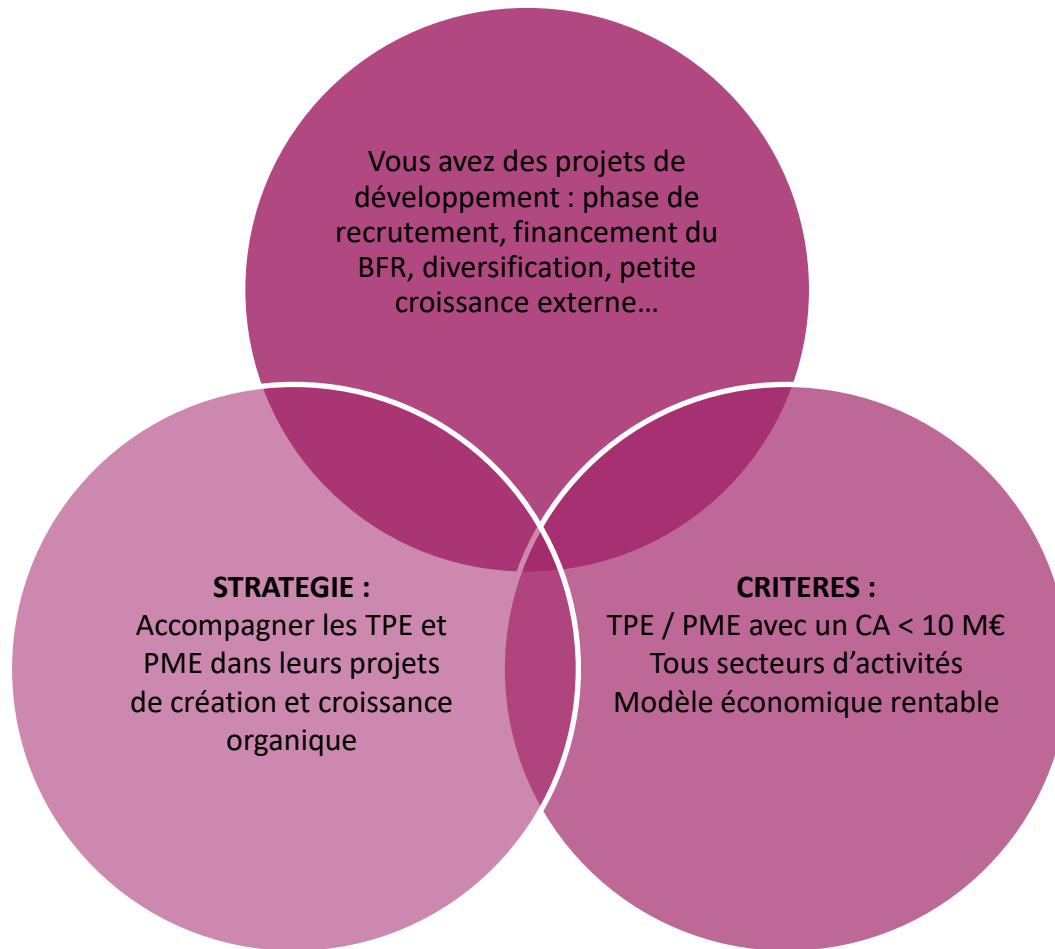 Vous avez des projets de
développement : phase de
recrutement, financement du
BFR, diversification, petite
croissance externe…
STRATEGIE :
Accompagner les TPE et
PME dans leurs projets
de création et croissance
organique
CRITERES :
TPE / PME avec un CA < 10 M€
Tous secteurs d’activités
Modèle économique rentable